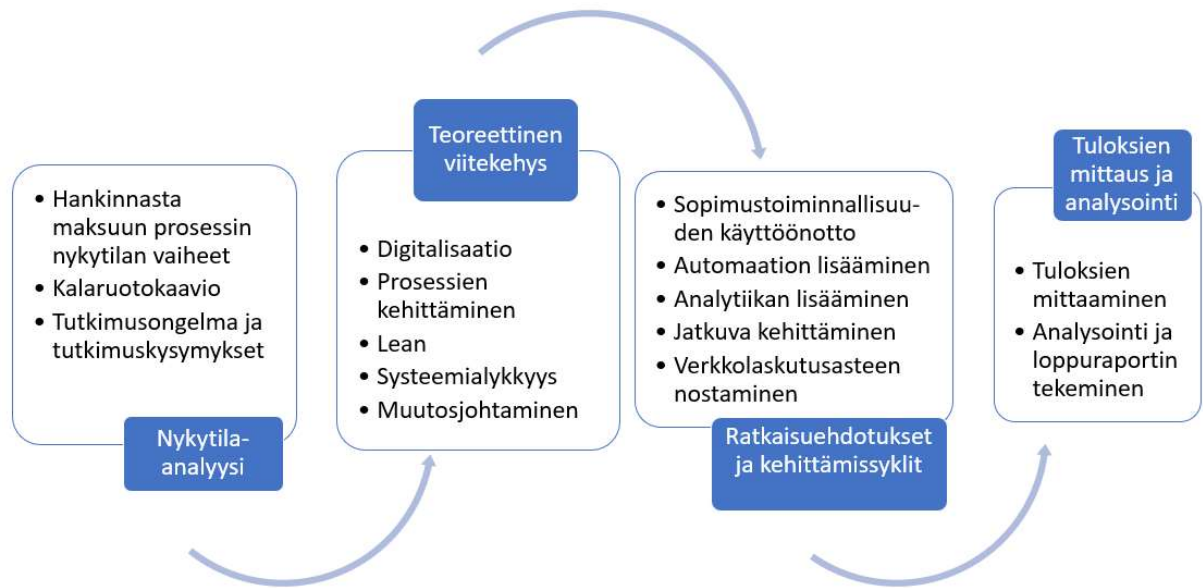 • Hankinnasta
maksuun prosessin
nykytilan vaiheet
• Kalaruotokaavio
• Tutkimusongelma ja
tutkimuskysymykset
Nykytila-
analyysi
Teoreettinen
viitekehys
• Digitalisaatio
• Prosessien
kehittäminen
• Lean
• Systeemialykkyys
• Muutosjohtaminen
• Sopimustoiminnallisuu-
den käyttöönotto
• Automaation lisääminen
• Analytiikan lisääminen
• Jatkuva kehittäminen
• Verkkolaskutusasteen
nostaminen
Ratkaisuehdotukset
ja kehittämissyklit
Tuloksien
mittaus ja
analysointi
• Tuloksien
mittaaminen
• Analysointi ja
loppuraportin
tekeminen